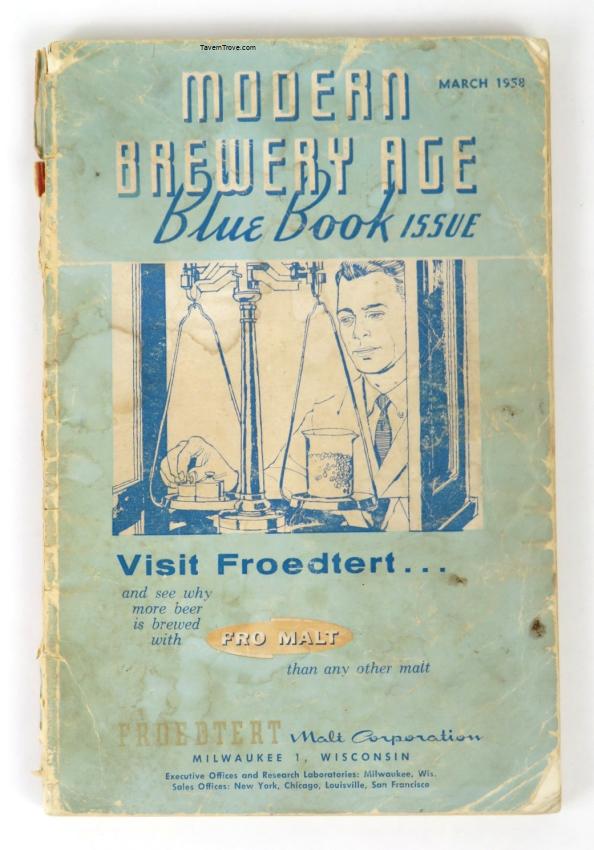 TavernTrove.com
MODERN
MARCH 1958
BREWERY AGE
Blue Book ISSUE
Visit Froedtert...
and see why
more beer
is brewed
with FRO MALT
than any other malt
FROEDTERT Malt Corporation
MILWAUKEE 1, WISCONSIN
Executive Offices and Research Laboratories: Milwaukee, Wis.
Sales Offices: New York, Chicago, Louisville, San Francisco